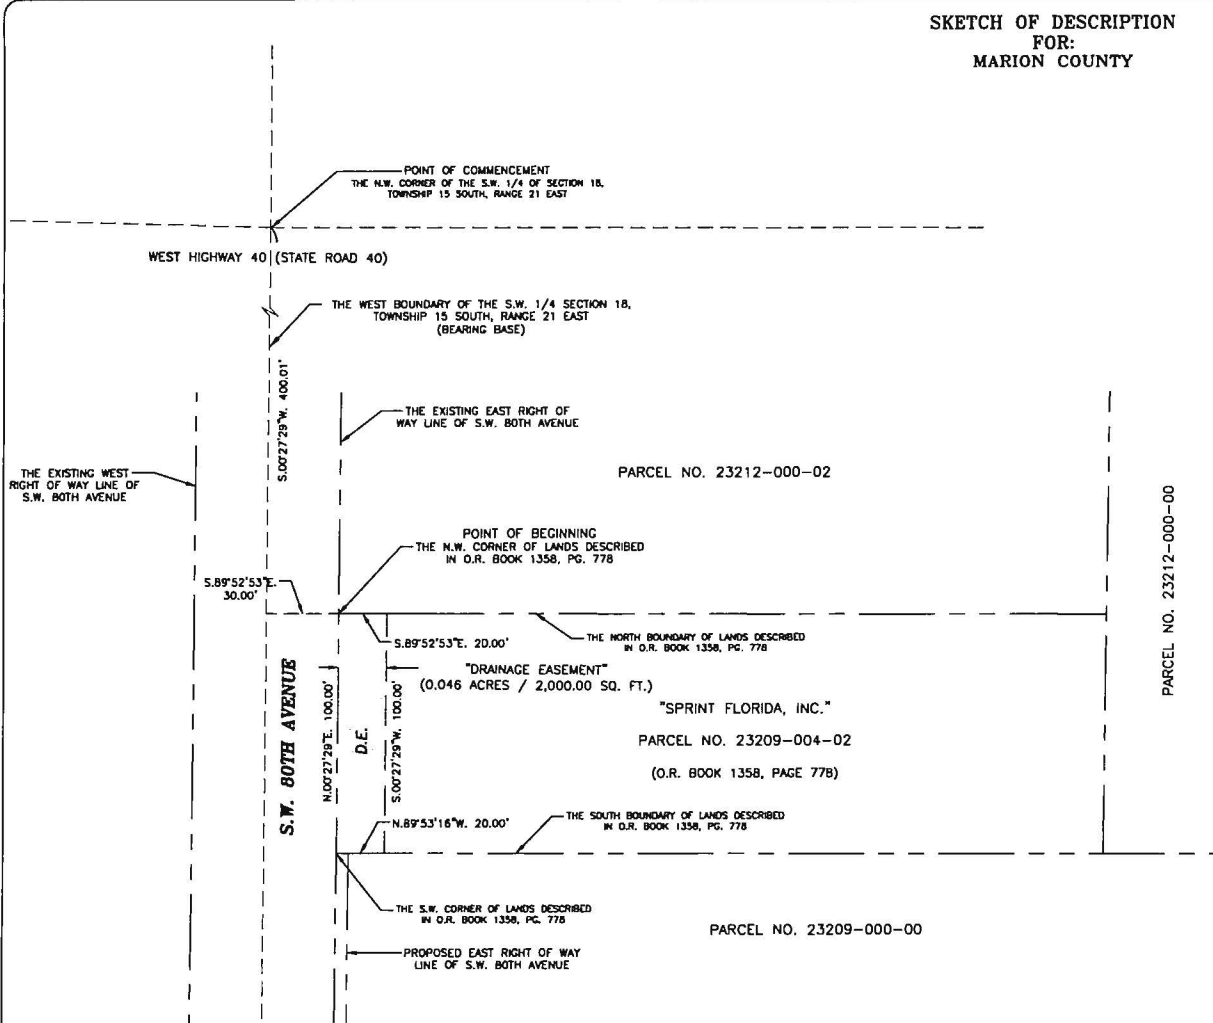 SKETCH OF DESCRIPTION
FOR:
MARION COUNTY
POINT OF COMMENCEMENT
THE N.W. CORNER OF THE S.W. 1/4 OF SECTION 18,
TOWNSHIP 15 SOUTH, RANGE 21 EAST
WEST HIGHWAY 40 (STATE ROAD 40)
THE WEST BOUNDARY OF THE S.W. 1/4 SECTION 18,
TOWNSHIP 15 SOUTH, RANGE 21 EAST
(BEARING BASE)
S.00°27'29"W. 400.01'
THE EXISTING EAST RIGHT OF
WAY LINE OF S.W. 80TH AVENUE
THE EXISTING WEST
RIGHT OF WAY LINE OF
S.W. 80TH AVENUE
PARCEL NO. 23212-000-02
PARCEL NO. 23212-000-00
POINT OF BEGINNING
THE N.W. CORNER OF LANDS DESCRIBED
IN O.R. BOOK 1358, PG. 778
S.89°52'53"E.
30.00'
S.89°52'53"E. 20.00'
THE NORTH BOUNDARY OF LANDS DESCRIBED
IN O.R. BOOK 1358, PG. 778
"DRAINAGE EASEMENT"
(0.046 ACRES / 2,000.00 SQ. FT.)
S.W. 80TH AVENUE
N.00°27'29"E. 100.00'
D.E.
S.00°27'29"W. 100.00'
"SPRINT FLORIDA, INC."
PARCEL NO. 23209-004-02
(O.R. BOOK 1358, PAGE 778)
N.89°53'16"W. 20.00'
THE SOUTH BOUNDARY OF LANDS DESCRIBED
IN O.R. BOOK 1358, PG. 778
THE S.W. CORNER OF LANDS DESCRIBED
IN O.R. BOOK 1358, PG. 778
PARCEL NO. 23209-000-00
PROPOSED EAST RIGHT OF WAY
LINE OF S.W. 80TH AVENUE